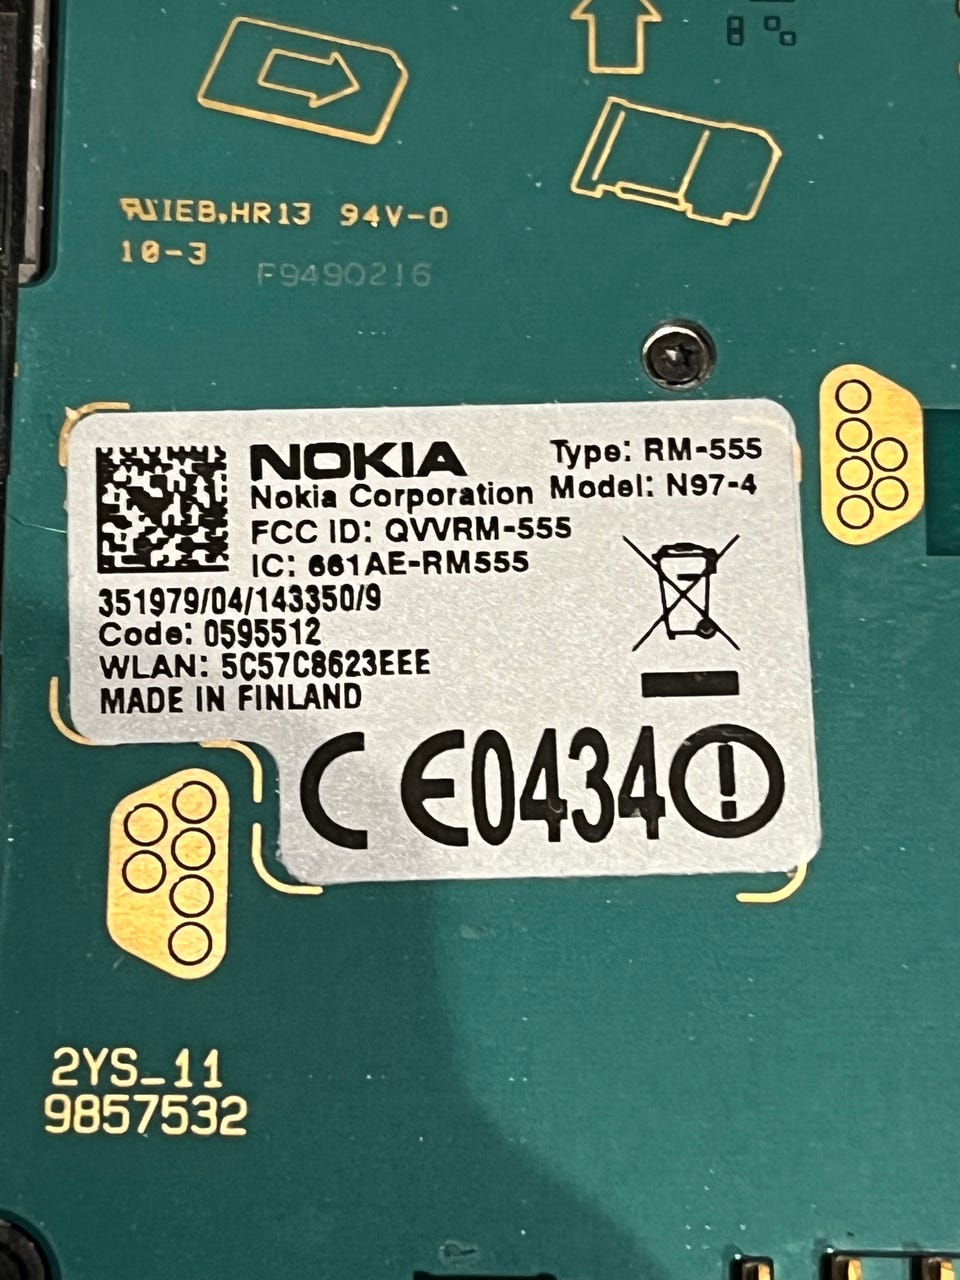 IEB,HR13 94V-0
10-3
F9490216
NOKIA
Nokia Corporation
Type: RM-555
Model: N97-4
FCC ID: QVVRM-555
IC: 661AE-RM555
351979/04/143350/9
Code: 0595512
WLAN: 5C57C8623EEE
MADE IN FINLAND
CE0434
2YS_11
9857532